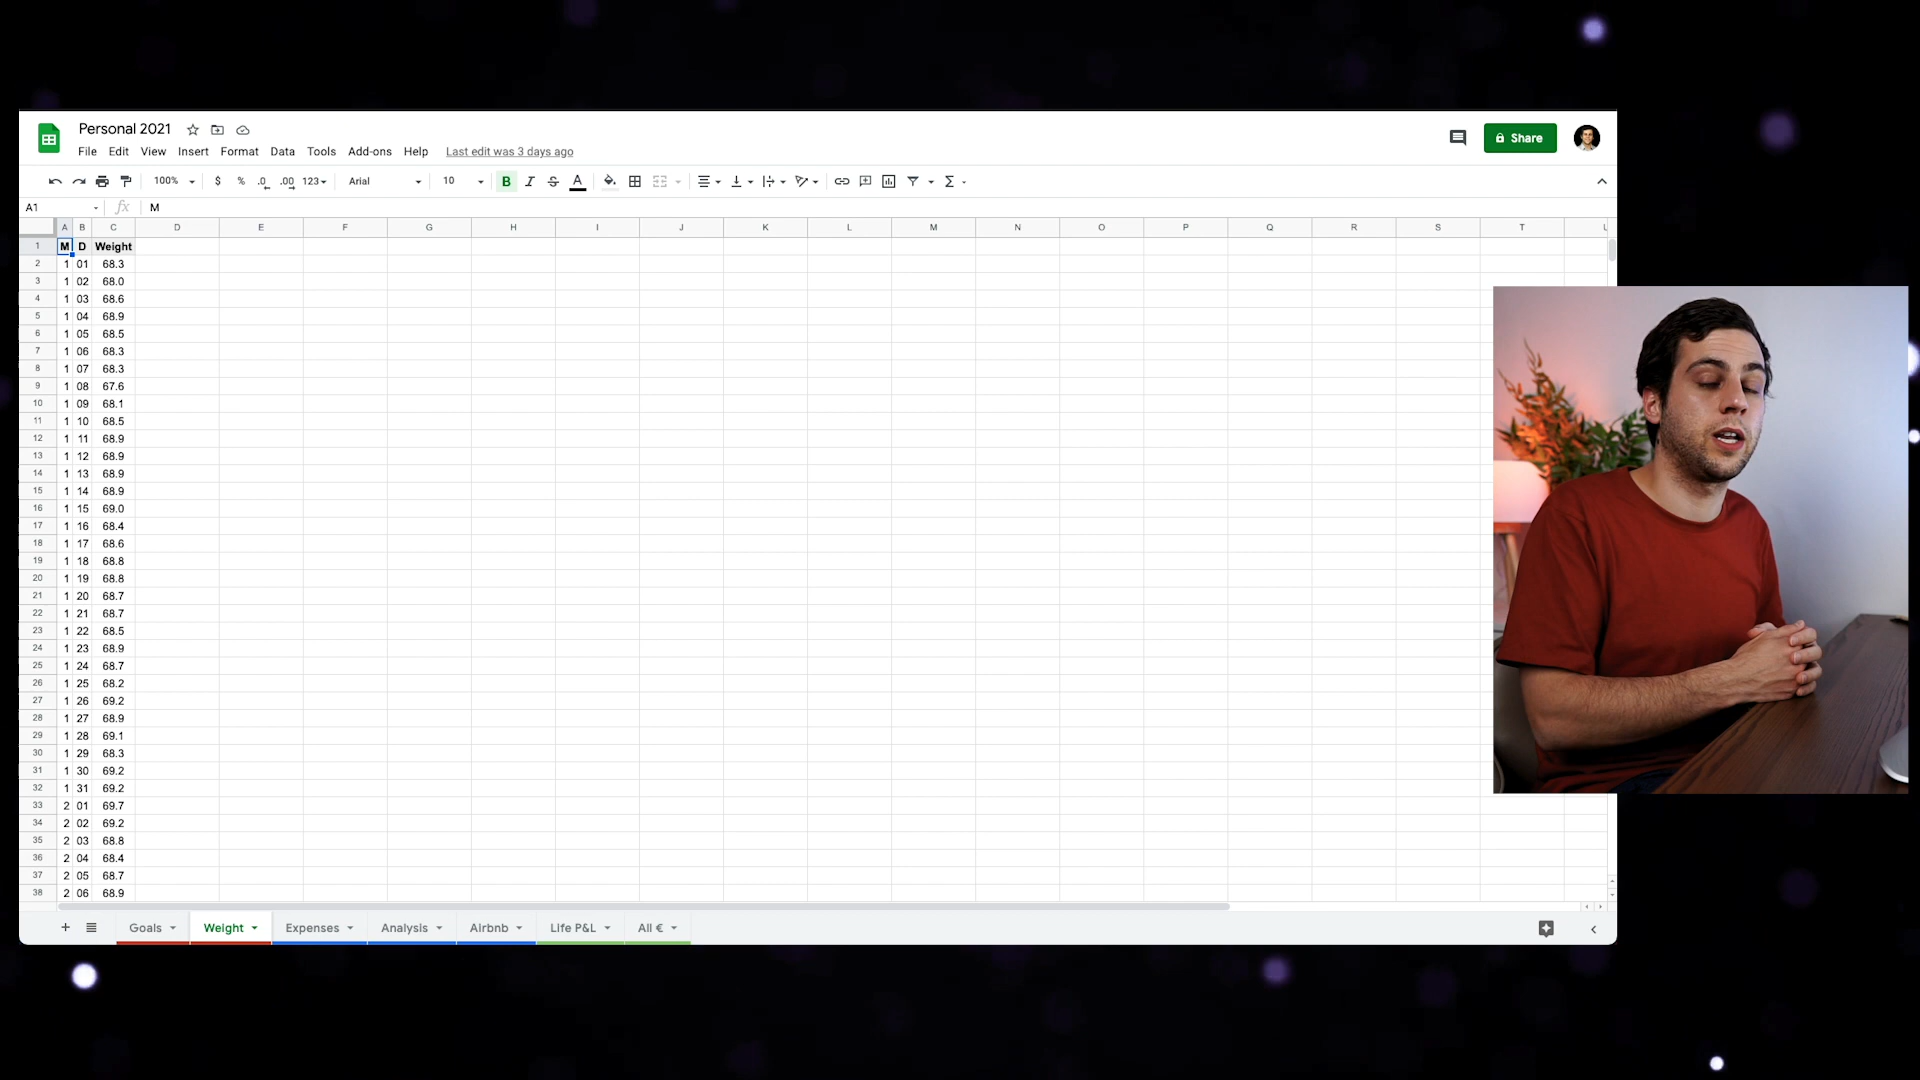 Personal 2021
File Edit View Insert Format Data Tools Add-ons Help Last edit was 3 days ago
Share
100% $ % .0 .00 123 Arial 10 B I S A Σ
A1 fx M
A B C D E F G H I J K L M N O P Q R S T
1 M D Weight
2 1 01 68.3
3 1 02 68.0
4 1 03 68.6
5 1 04 68.9
6 1 05 68.5
7 1 06 68.3
8 1 07 68.3
9 1 08 67.6
10 1 09 68.1
11 1 10 68.5
12 1 11 68.9
13 1 12 68.9
14 1 13 68.9
15 1 14 68.9
16 1 15 69.0
17 1 16 68.4
18 1 17 68.6
19 1 18 68.8
20 1 19 68.8
21 1 20 68.7
22 1 21 68.7
23 1 22 68.5
24 1 23 68.9
25 1 24 68.7
26 1 25 68.2
27 1 26 69.2
28 1 27 68.9
29 1 28 69.1
30 1 29 68.3
31 1 30 69.2
32 1 31 69.2
33 2 01 69.7
34 2 02 69.2
35 2 03 68.8
36 2 04 68.4
37 2 05 68.7
38 2 06 68.9
Goals Weight Expenses Analysis Airbnb Life P&L All €